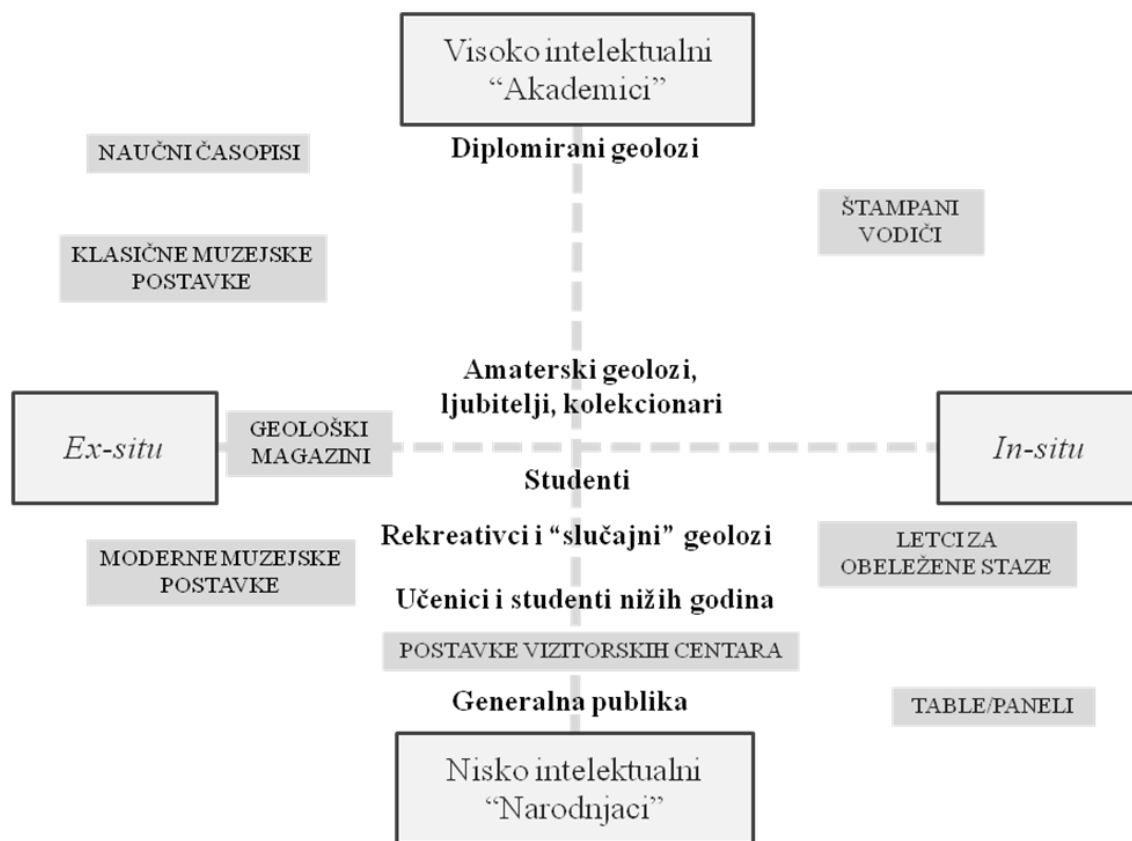 Visoko intelektualni
“Akademici”
NAUČNI ČASOPISI
Diplomirani geolozi
ŠTAMPANI
VODIČI
KLASIČNE MUZEJSKE
POSTAVKE
Amaterski geolozi,
ljubitelji, kolekcionari
Ex-situ
GEOLOŠKI
MAGAZINI
In-situ
Studenti
Rekreativci i “slučajni” geolozi
LETCI ZA
OBELEŽENE STAZE
MODERNE MUZEJSKE
POSTAVKE
Učenici i studenti nižih godina
POSTAVKE VIZITORSKIH CENTARA
Generalna publika
TABLE/PANELI
Nisko intelektualni
“Narodnjaci”